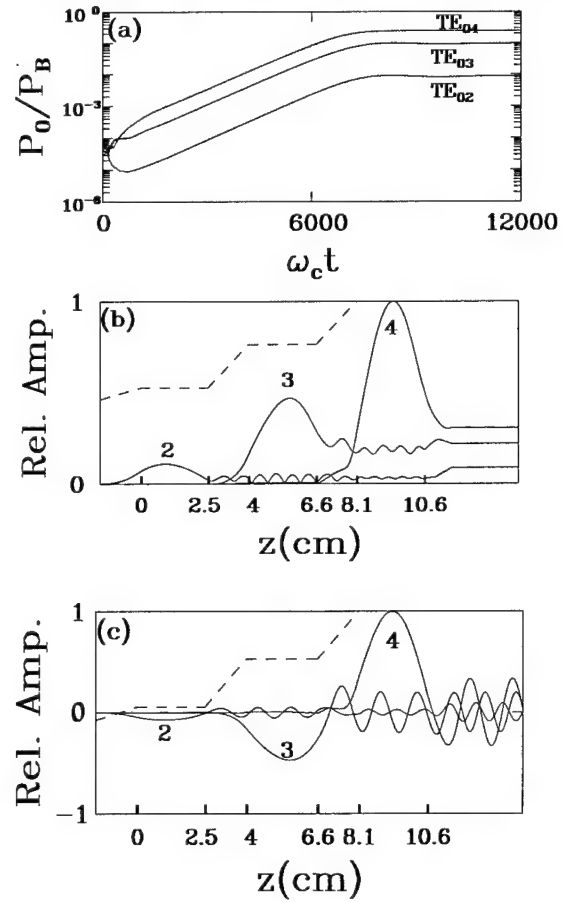 10⁰
(a)
TE₀₄
TE₀₃
TE₀₂
P₀/P_B
10⁻³
10⁻⁶
0 6000 12000
ω_c t
1
(b)
4
3
2
Rel. Amp.
0
0 2.5 4 6.6 8.1 10.6
z(cm)
1
(c)
4
0
2
3
Rel. Amp.
−1
0 2.5 4 6.6 8.1 10.6
z(cm)